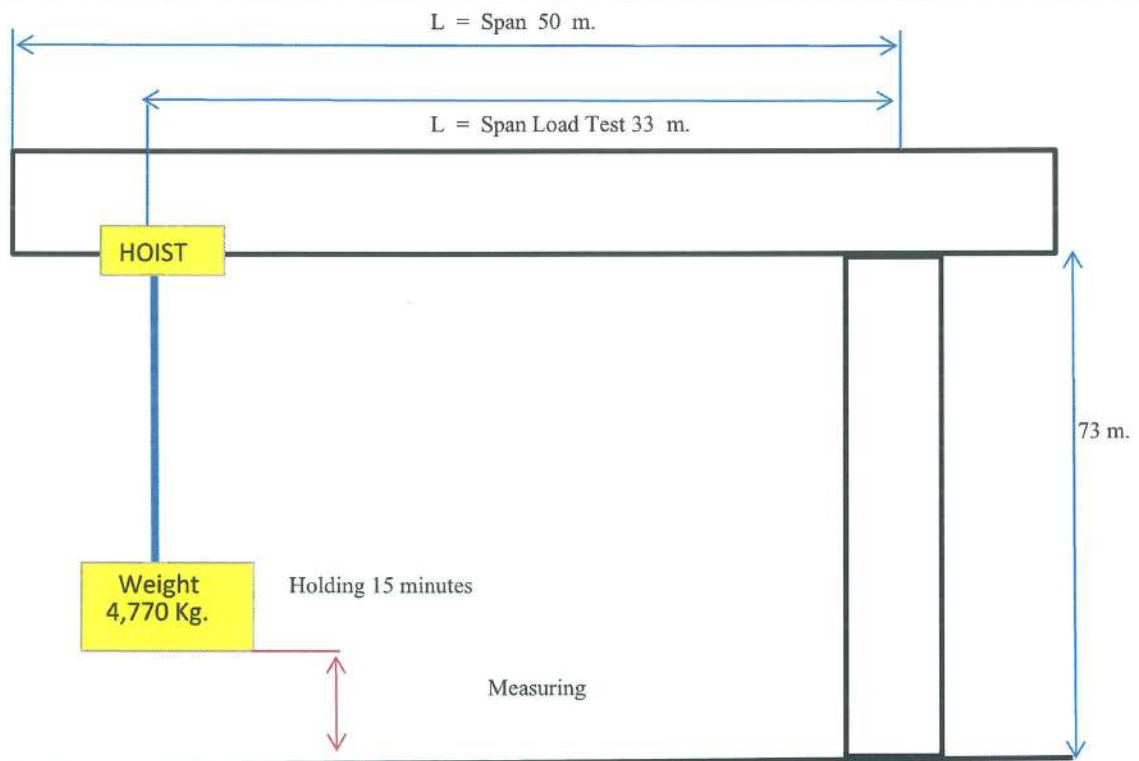 L = Span 50 m.
L = Span Load Test 33 m.
HOIST
73 m.
Weight
4,770 Kg.
Holding 15 minutes
Measuring